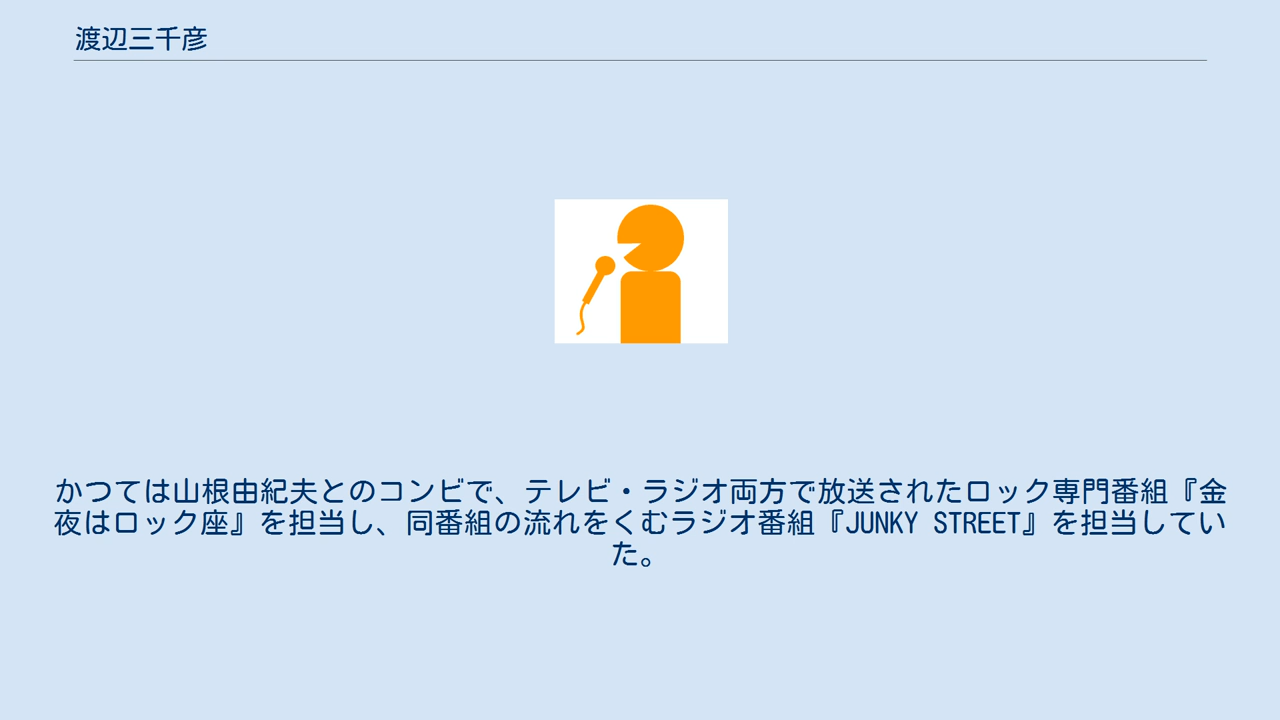 渡辺三千彦
かつては山根由紀夫とのコンビで、テレビ・ラジオ両方で放送されたロック専門番組『金
夜はロック座』を担当し、同番組の流れをくむラジオ番組『JUNKY STREET』を担当してい
た。